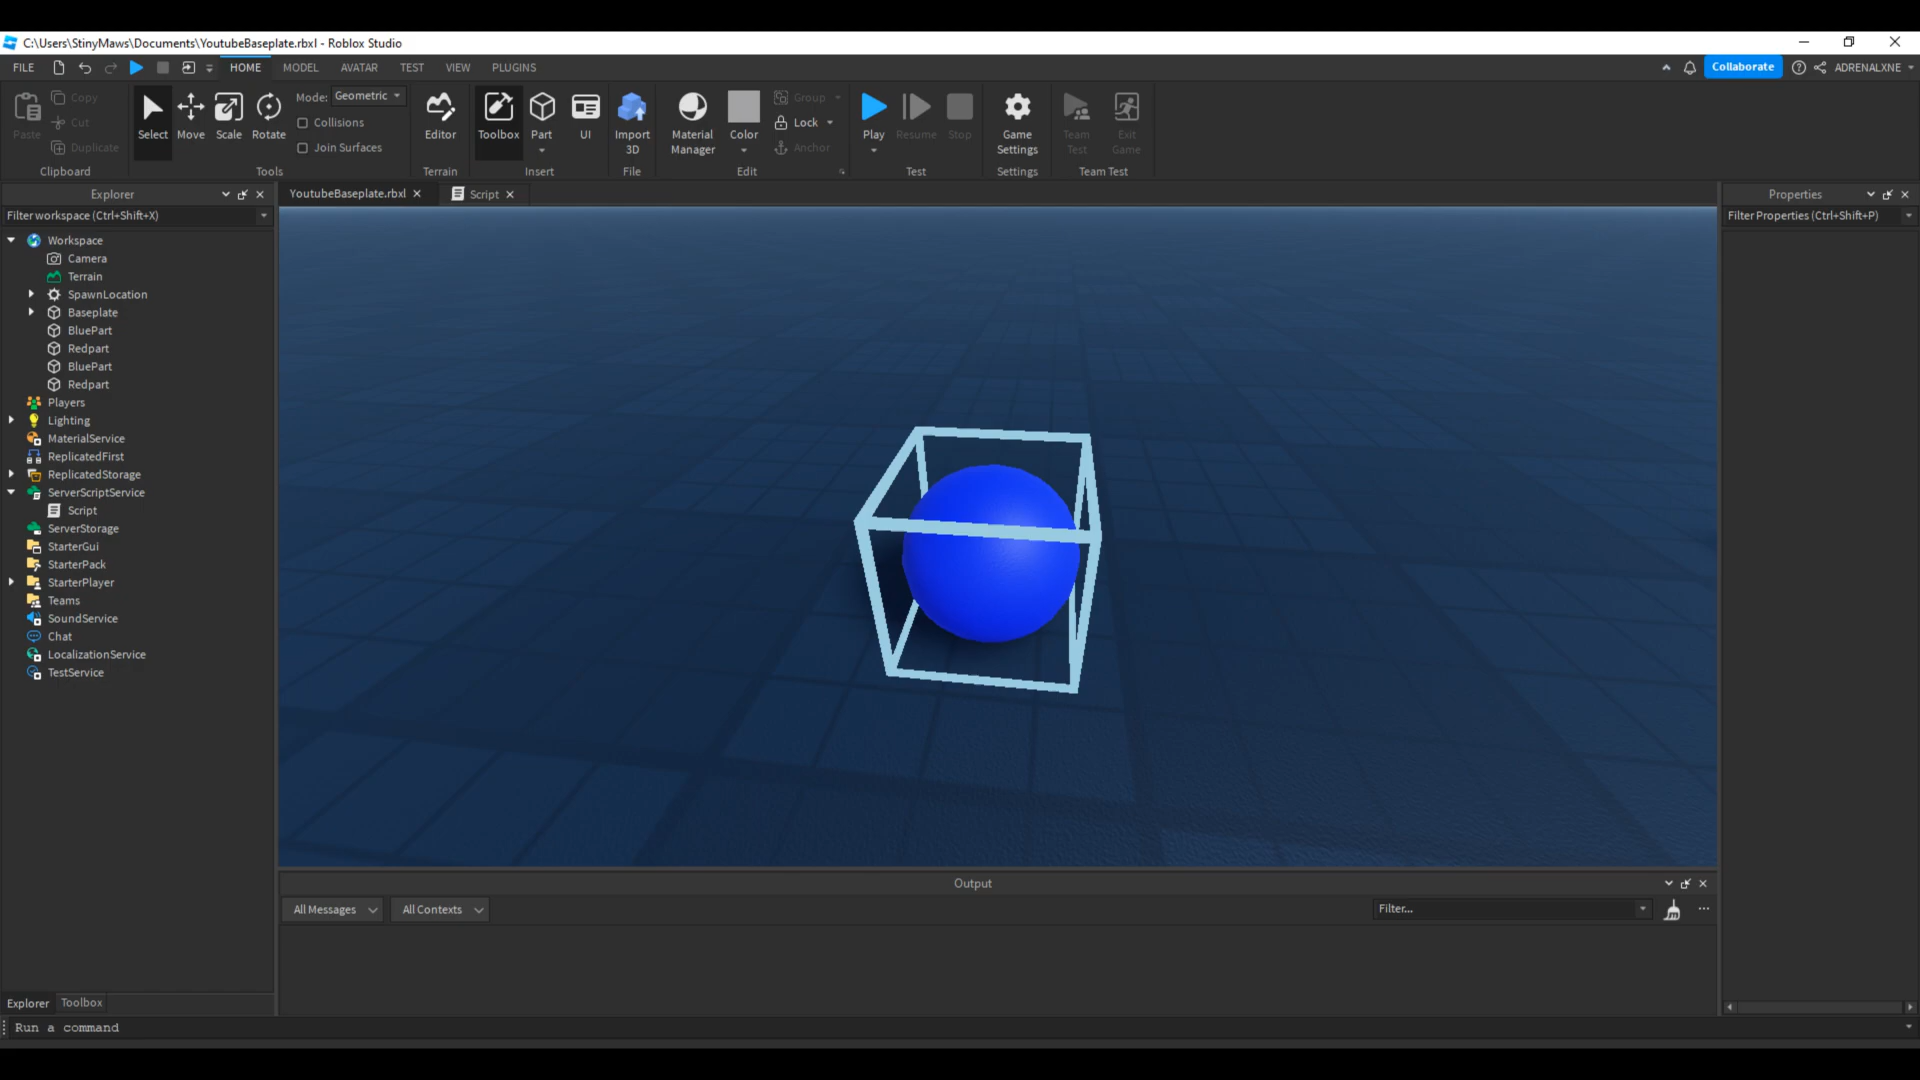 C:\Users\StinyMaws\Documents\YoutubeBaseplate.rbxl - Roblox Studio
FILE HOME MODEL AVATAR TEST VIEW PLUGINS Collaborate ADRENALXNE
Paste
Copy
Cut
Duplicate
Clipboard
Select
Move
Scale
Rotate
Mode: Geometric
Collisions
Join Surfaces
Tools
Editor
Terrain
Toolbox
Part
UI
Insert
Import
3D
File
Material
Manager
Color
Group
Lock
Anchor
Edit
Play
Resume
Stop
Test
Game
Settings
Settings
Team
Test
Exit
Game
Team Test
Explorer
Filter workspace (Ctrl+Shift+X)
Workspace
Camera
Terrain
SpawnLocation
Baseplate
BluePart
Redpart
BluePart
Redpart
Players
Lighting
MaterialService
ReplicatedFirst
ReplicatedStorage
ServerScriptService
Script
ServerStorage
StarterGui
StarterPack
StarterPlayer
Teams
SoundService
Chat
LocalizationService
TestService
Explorer Toolbox
YoutubeBaseplate.rbxl Script
Properties
Filter Properties (Ctrl+Shift+P)
Output
All Messages All Contexts Filter...
Run a command